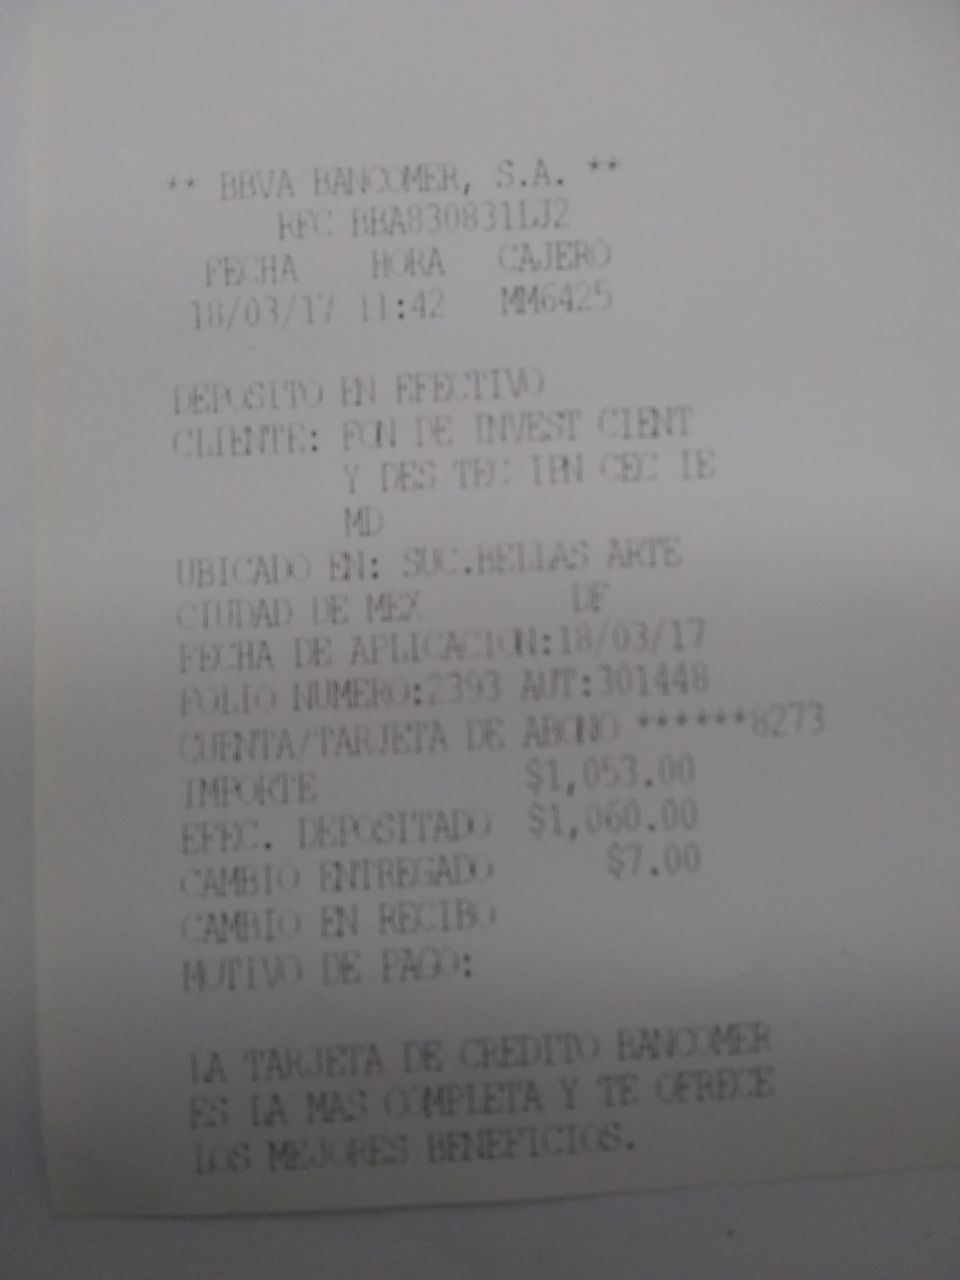 ** BBVA BANCOMER, S.A. **
RFC BBA830831LJ2
FECHA HORA CAJERO
18/03/17 11:42 MM6425
DEPOSITO EN EFECTIVO
CLIENTE: FON DE INVEST CIENT
Y DES TEC IPN CEC IE
MD
UBICADO EN: SUC.BELLAS ARTE
CIUDAD DE MEX DF
FECHA DE APLICACION:18/03/17
FOLIO NUMERO:2393 AUT:301448
CUENTA/TARJETA DE ABONO ******8273
IMPORTE $1,053.00
EFEC. DEPOSITADO $1,060.00
CAMBIO ENTREGADO $7.00
CAMBIO EN RECIBO
MOTIVO DE PAGO:
LA TARJETA DE CREDITO BANCOMER
ES LA MAS COMPLETA Y TE OFRECE
LOS MEJORES BENEFICIOS.